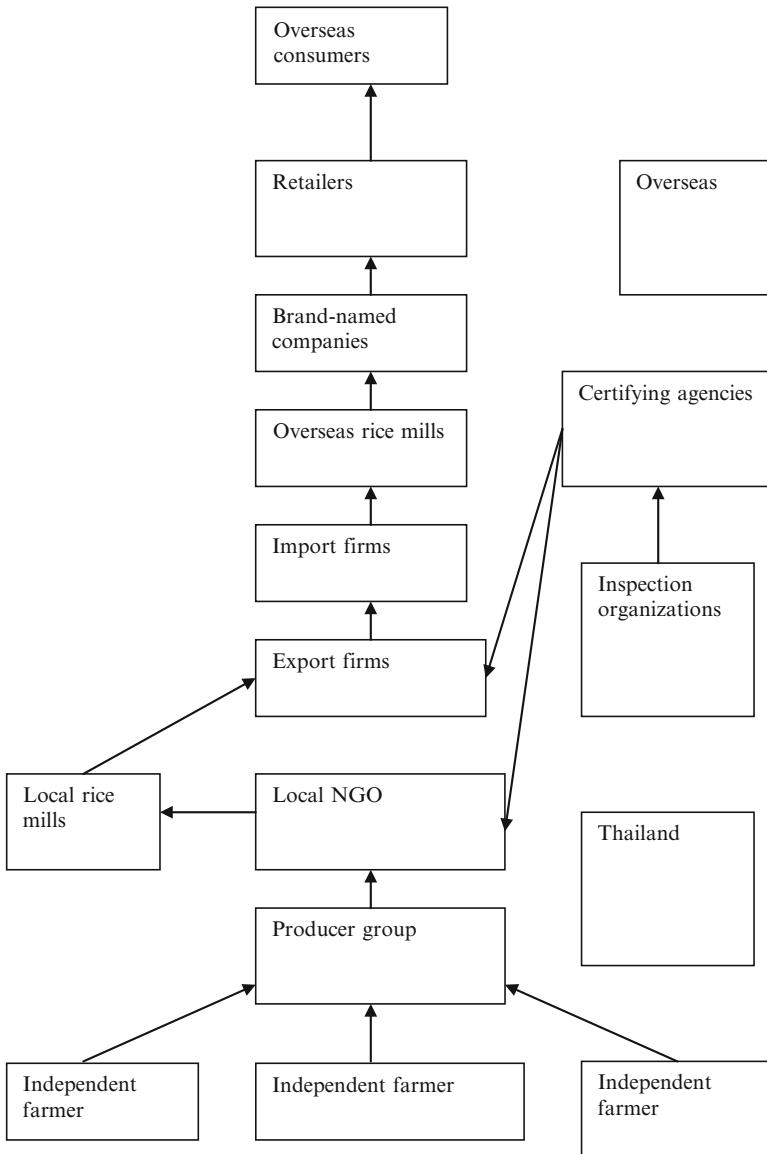 Overseas
consumers
Retailers
Overseas
Brand-named
companies
Certifying agencies
Overseas rice mills
Import firms
Inspection
organizations
Export firms
Local rice
mills
Local NGO
Thailand
Producer group
Independent
farmer
Independent farmer
Independent
farmer